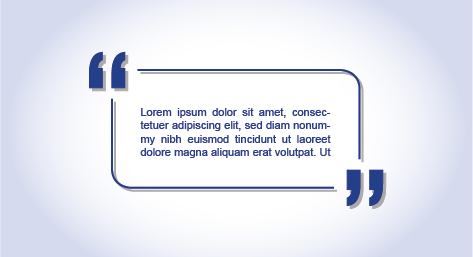 Lorem ipsum dolor sit amet, consec-
tetuer adipiscing elit, sed diam nonum-
my nibh euismod tincidunt ut laoreet
dolore magna aliquam erat volutpat. Ut